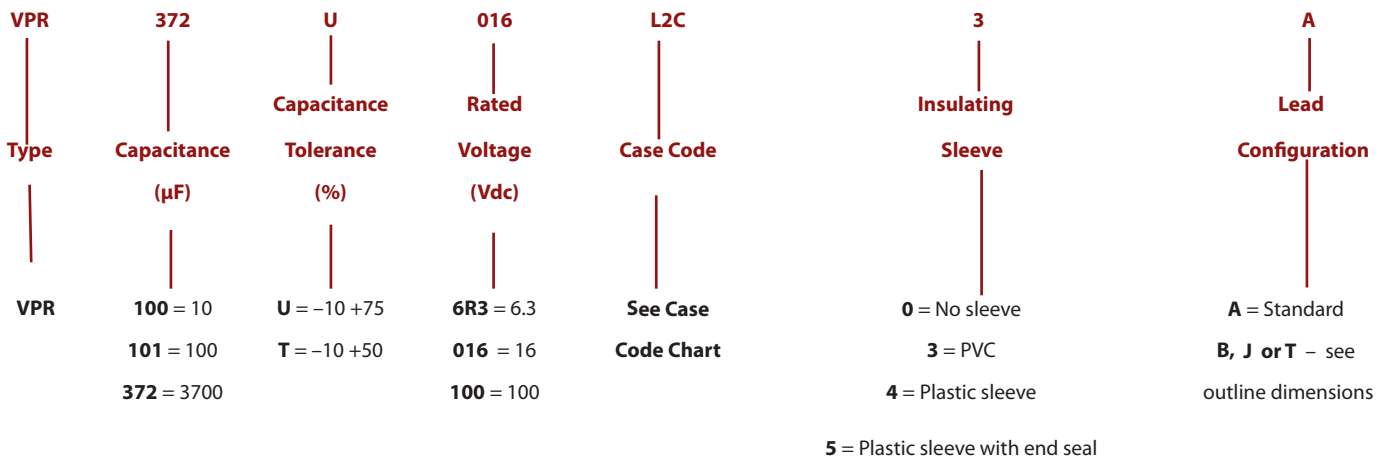 VPR 372 U 016 L2C 3 A
Capacitance Rated Insulating Lead
Type Capacitance Tolerance Voltage Case Code Sleeve Configuration
(µF) (%) (Vdc)
VPR 100 = 10 U = –10 +75 6R3 = 6.3 See Case 0 = No sleeve A = Standard
101 = 100 T = –10 +50 016 = 16 Code Chart 3 = PVC B, J or T – see
372 = 3700 100 = 100 4 = Plastic sleeve outline dimensions
5 = Plastic sleeve with end seal